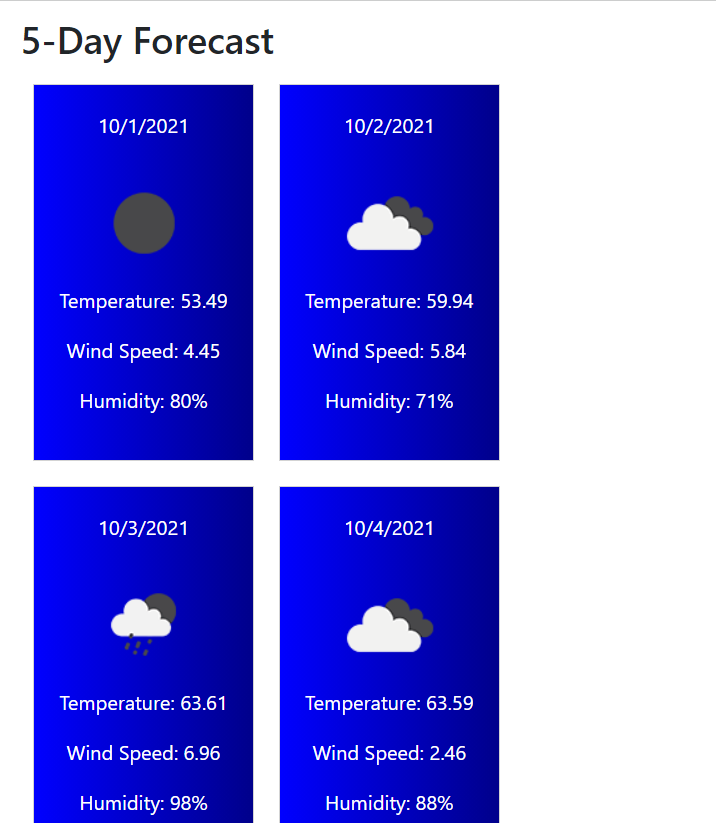 5-Day Forecast
10/1/2021
Temperature: 53.49
Wind Speed: 4.45
Humidity: 80%
10/2/2021
Temperature: 59.94
Wind Speed: 5.84
Humidity: 71%
10/3/2021
Temperature: 63.61
Wind Speed: 6.96
Humidity: 98%
10/4/2021
Temperature: 63.59
Wind Speed: 2.46
Humidity: 88%